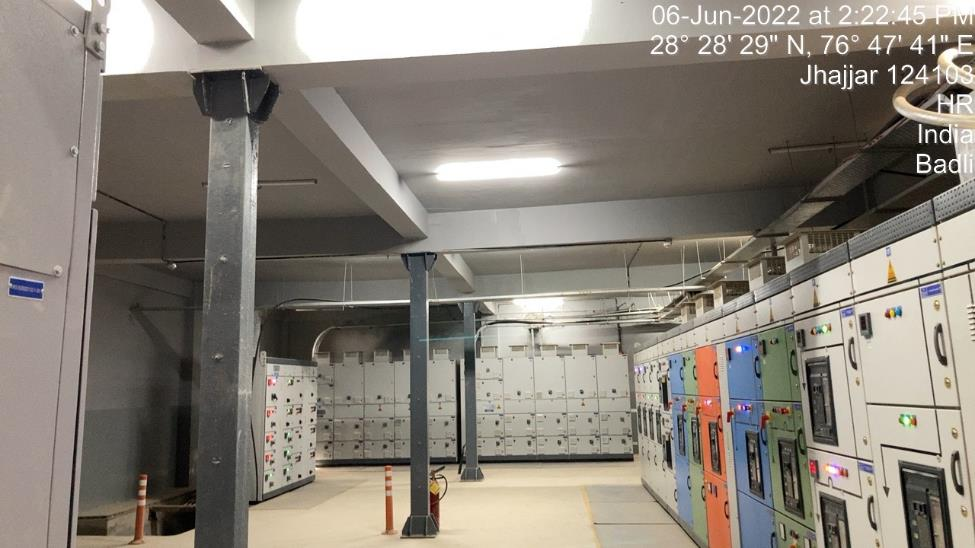 06-Jun-2022 at 2:22:45 PM
28° 28' 29" N, 76° 47' 41" E
Jhajjar 124103
HR
India
Badli